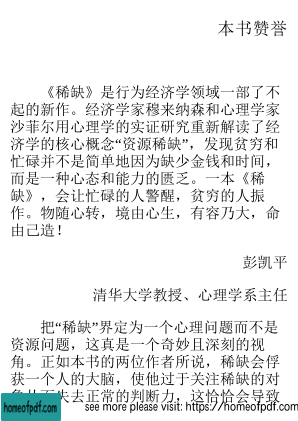 本书赞誉
《稀缺》是行为经济学领域一部了不
起的新作。经济学家穆来纳森和心理学家
沙菲尔用心理学的实证研究重新解读了经
济学的核心概念“资源稀缺”，发现贫穷和
忙碌并不是简单地因为缺少金钱和时间，
而是一种心态和能力的匮乏。一本《稀
缺》，会让忙碌的人警醒，贫穷的人振
作。物随心转，境由心生，有容乃大，命
由己造！
彭凯平
清华大学教授、心理学系主任
把“稀缺”界定为一个心理问题而不是
资源问题，这真是一个奇妙且深刻的视
角。正如本书的两位作者所说，稀缺会俘
获一个人的大脑，使他过于关注稀缺的对
失去正常的判断力，这恰恰会导致
homeofpdf.com
see more please visit: https://homeofpdf.com